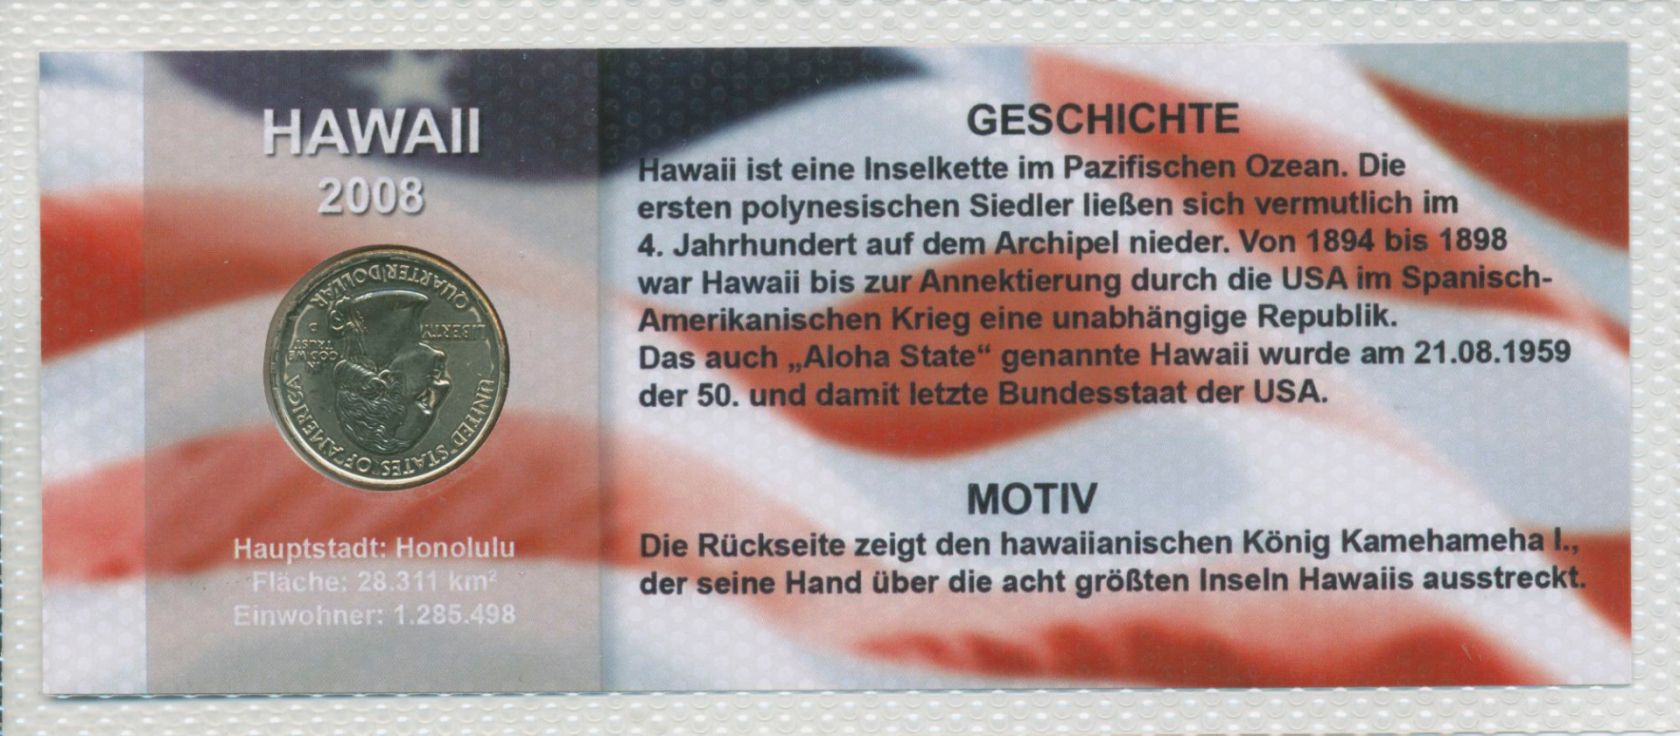 HAWAII
2008
UNITED STATES OF AMERICA
LIBERTY
IN
GOD WE
TRUST
D
QUARTER DOLLAR
Hauptstadt: Honolulu
Fläche: 28.311 km²
Einwohner: 1.285.498
GESCHICHTE
Hawaii ist eine Inselkette im Pazifischen Ozean. Die
ersten polynesischen Siedler ließen sich vermutlich im
4. Jahrhundert auf dem Archipel nieder. Von 1894 bis 1898
war Hawaii bis zur Annektierung durch die USA im Spanisch-
Amerikanischen Krieg eine unabhängige Republik.
Das auch „Aloha State“ genannte Hawaii wurde am 21.08.1959
der 50. und damit letzte Bundesstaat der USA.
MOTIV
Die Rückseite zeigt den hawaiianischen König Kamehameha I.,
der seine Hand über die acht größten Inseln Hawaiis ausstreckt.